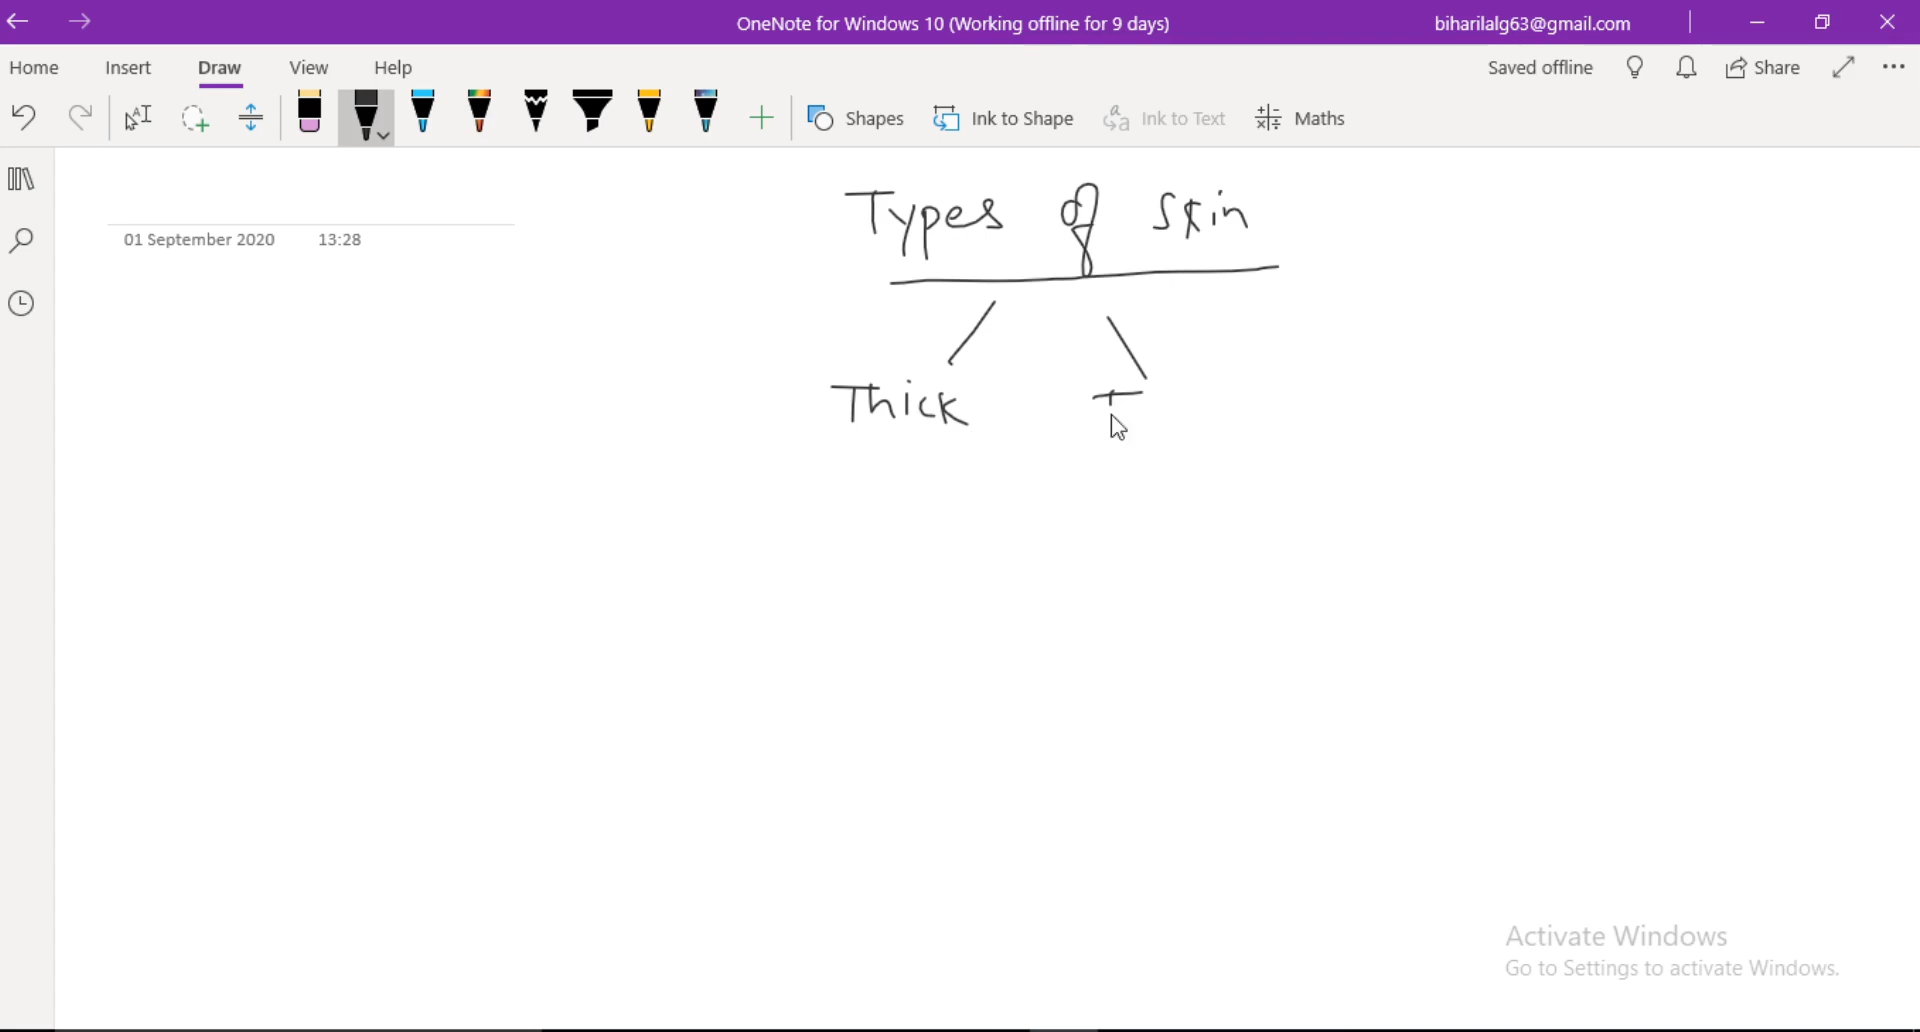 OneNote for Windows 10 (Working offline for 9 days) biharilalg63@gmail.com
Home Insert Draw View Help Saved offline Share
Shapes Ink to Shape Ink to Text Maths
Types of Skin
01 September 2020 13:28
Thick T
Activate Windows
Go to Settings to activate Windows.